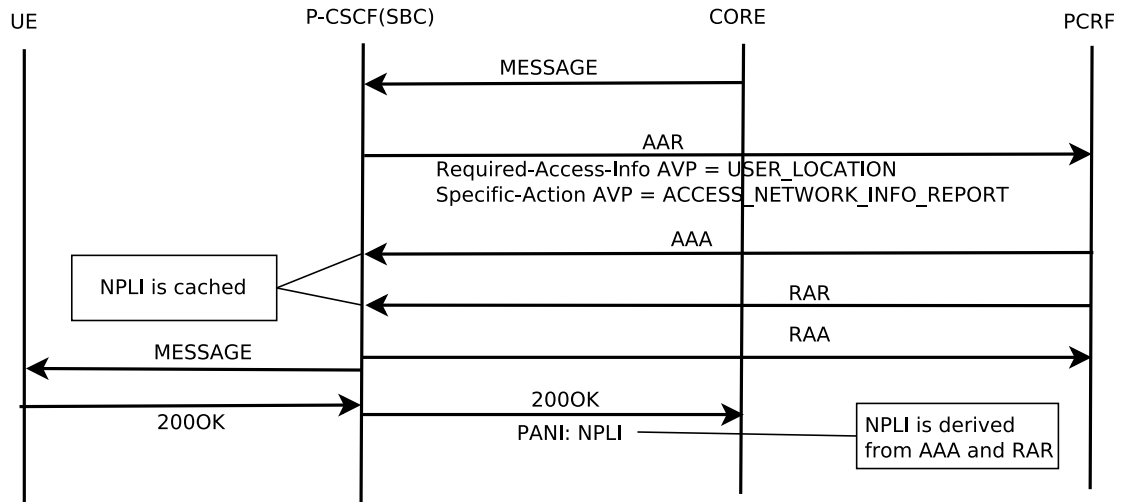 UE
P-CSCF(SBC)
CORE
PCRF
MESSAGE
AAR
Required-Access-Info AVP = USER_LOCATION
Specific-Action AVP = ACCESS_NETWORK_INFO_REPORT
AAA
NPLI is cached
RAR
RAA
MESSAGE
200OK
200OK
PANI: NPLI
NPLI is derived
from AAA and RAR